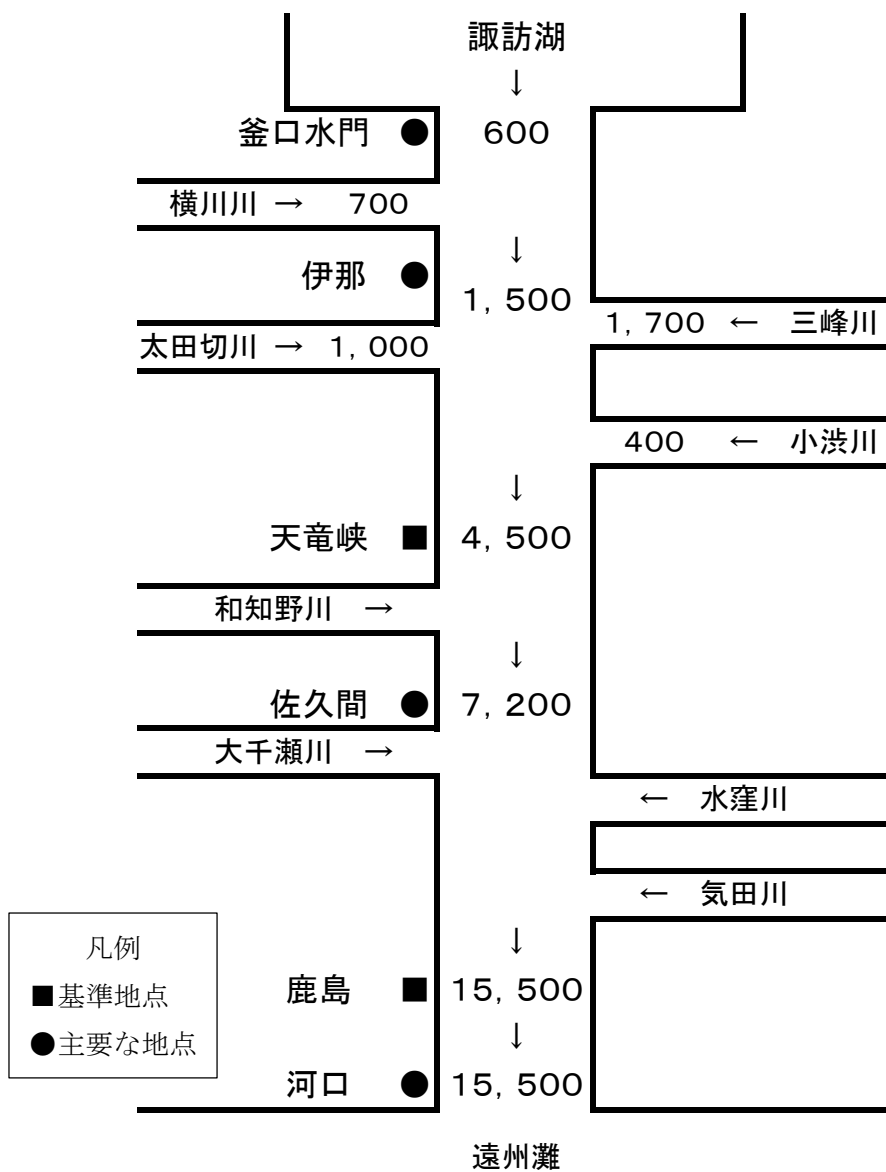 諏訪湖
↓
釜口水門 ● 600
横川川 → 700
↓
伊那 ● 1,500
1,700 ← 三峰川
太田切川 → 1,000
400 ← 小渋川
↓
天竜峡 ■ 4,500
和知野川 →
↓
佐久間 ● 7,200
大千瀬川 →
← 水窪川
← 気田川
↓
凡例
■基準地点
●主要な地点
鹿島 ■ 15,500
↓
河口 ● 15,500
遠州灘